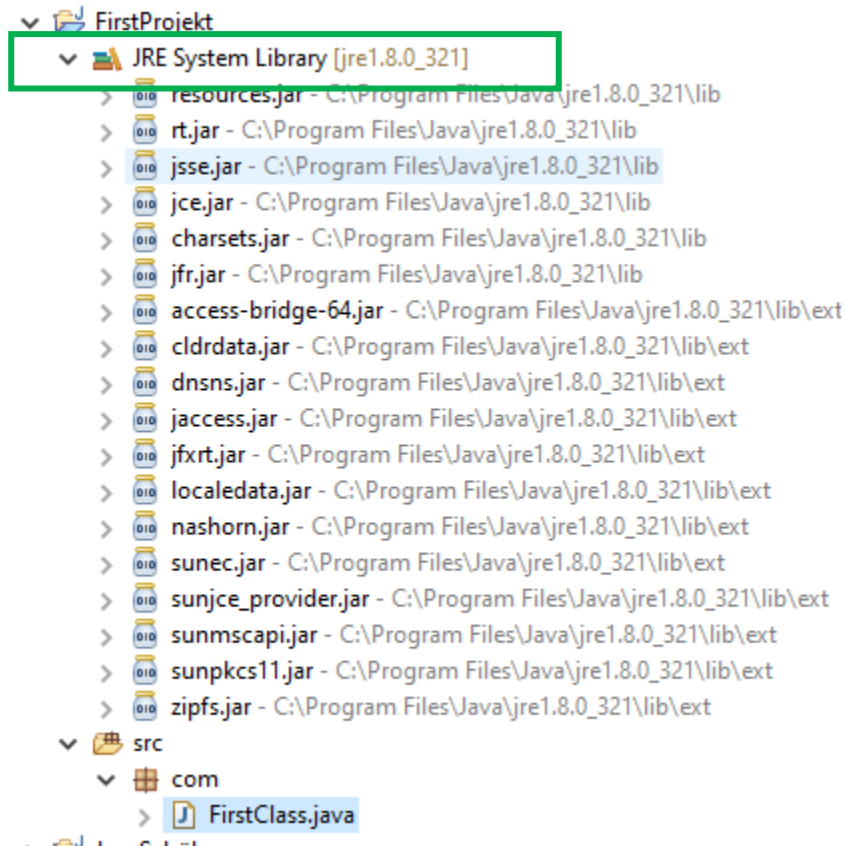 FirstProjekt
JRE System Library [jre1.8.0_321]
resources.jar - C:\Program Files\Java\jre1.8.0_321\lib
rt.jar - C:\Program Files\Java\jre1.8.0_321\lib
jsse.jar - C:\Program Files\Java\jre1.8.0_321\lib
jce.jar - C:\Program Files\Java\jre1.8.0_321\lib
charsets.jar - C:\Program Files\Java\jre1.8.0_321\lib
jfr.jar - C:\Program Files\Java\jre1.8.0_321\lib
access-bridge-64.jar - C:\Program Files\Java\jre1.8.0_321\lib\ext
cldrdata.jar - C:\Program Files\Java\jre1.8.0_321\lib\ext
dnsns.jar - C:\Program Files\Java\jre1.8.0_321\lib\ext
jaccess.jar - C:\Program Files\Java\jre1.8.0_321\lib\ext
jfxrt.jar - C:\Program Files\Java\jre1.8.0_321\lib\ext
localedata.jar - C:\Program Files\Java\jre1.8.0_321\lib\ext
nashorn.jar - C:\Program Files\Java\jre1.8.0_321\lib\ext
sunec.jar - C:\Program Files\Java\jre1.8.0_321\lib\ext
sunjce_provider.jar - C:\Program Files\Java\jre1.8.0_321\lib\ext
sunmscapi.jar - C:\Program Files\Java\jre1.8.0_321\lib\ext
sunpkcs11.jar - C:\Program Files\Java\jre1.8.0_321\lib\ext
zipfs.jar - C:\Program Files\Java\jre1.8.0_321\lib\ext
src
com
FirstClass.java